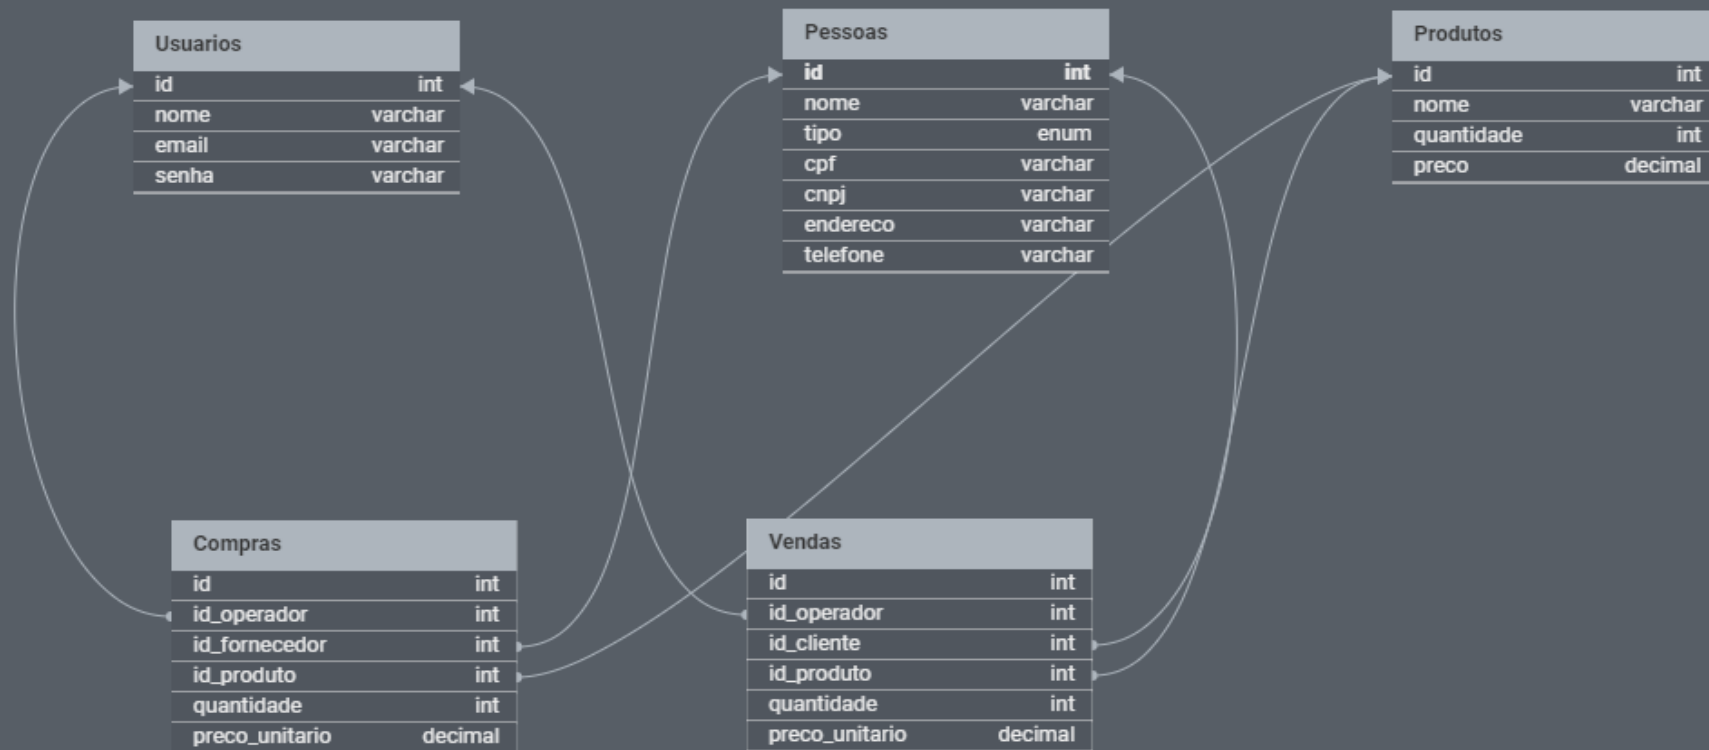 Usuarios
id int
nome varchar
email varchar
senha varchar
Pessoas
id int
nome varchar
tipo enum
cpf varchar
cnpj varchar
endereco varchar
telefone varchar
Produtos
id int
nome varchar
quantidade int
preco decimal
Compras
id int
id_operador int
id_fornecedor int
id_produto int
quantidade int
preco_unitario decimal
Vendas
id int
id_operador int
id_cliente int
id_produto int
quantidade int
preco_unitario decimal